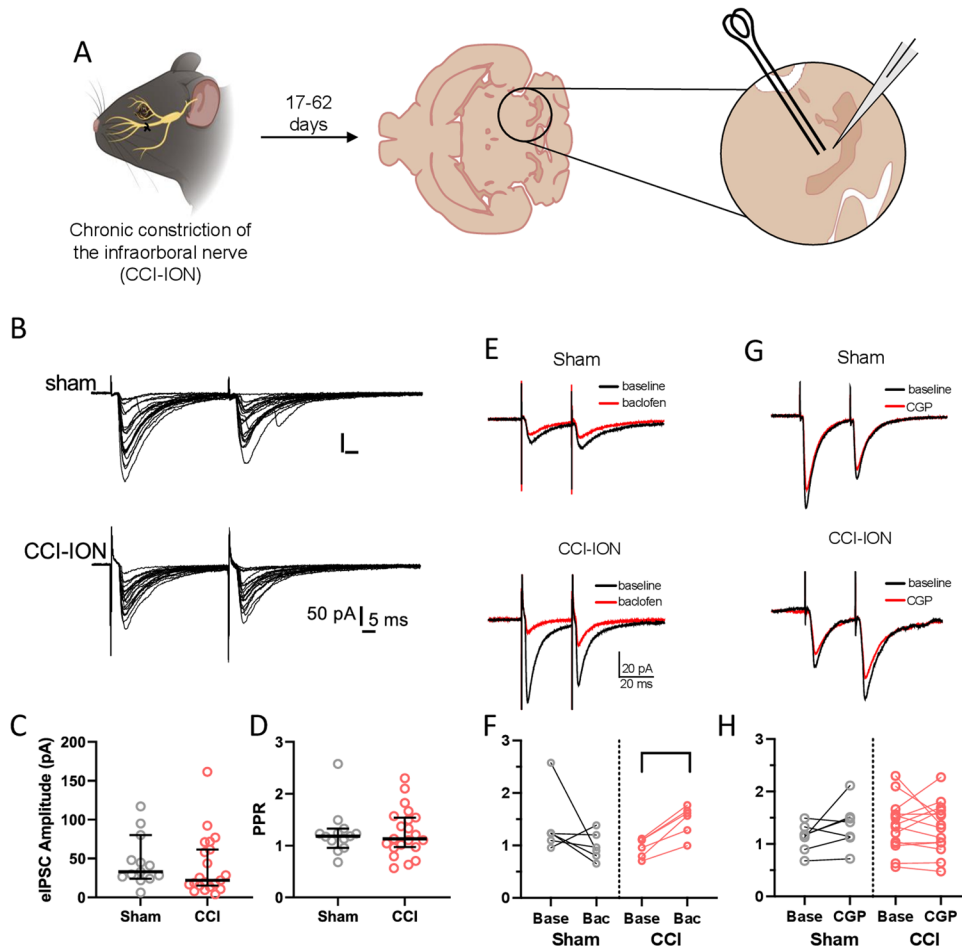 A
17-62
days
Chronic constriction of
the infraorboral nerve
(CCI-ION)
B
sham
CCI-ION
50 pA
5 ms
E
Sham
baseline
baclofen
CCI-ION
baseline
baclofen
20 pA
20 ms
G
Sham
baseline
CGP
CCI-ION
baseline
CGP
C
eIPSC Amplitude (pA)
200
150
100
50
0
Sham CCI
D
PPR
3
2
1
0
Sham CCI
F
3
2
1
0
Base Bac Base Bac
Sham CCI
H
3
2
1
0
Base CGP Base CGP
Sham CCI